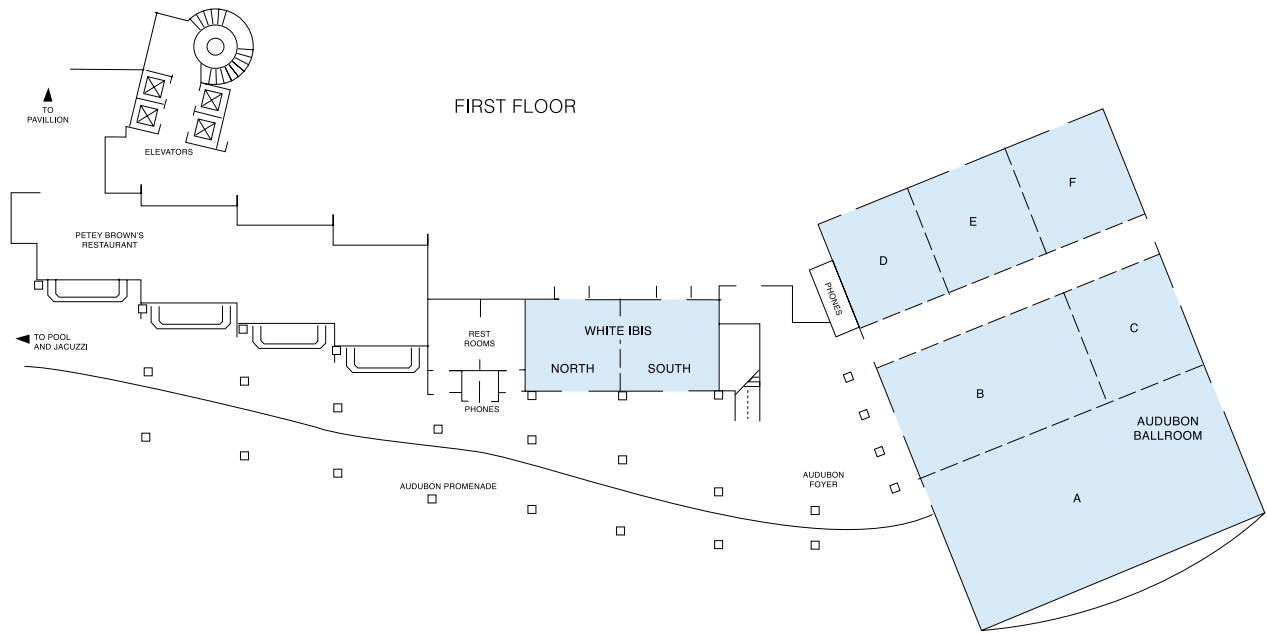 FIRST FLOOR
TO
PAVILLION
ELEVATORS
PETEY BROWN'S
RESTAURANT
TO POOL
AND JACUZZI
REST
ROOMS
PHONES
WHITE IBIS
NORTH
SOUTH
AUDUBON PROMENADE
AUDUBON
FOYER
PHONES
D
E
F
B
C
AUDUBON
BALLROOM
A